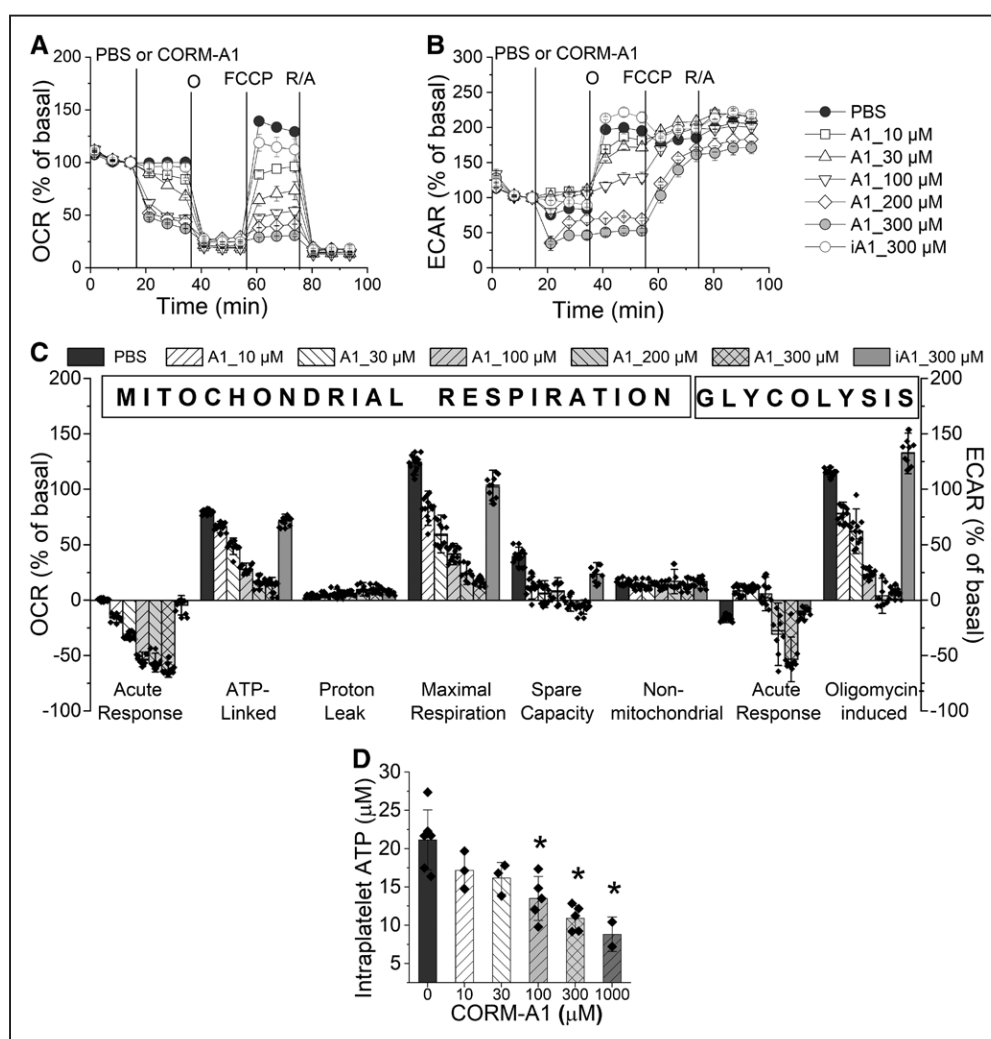 A
PBS or CORM-A1
O
FCCP
R/A
200
150
100
50
0
OCR (% of basal)
0 20 40 60 80 100
Time (min)
B
PBS or CORM-A1
O
FCCP
R/A
300
250
200
150
100
50
0
ECAR (% of basal)
0 20 40 60 80 100
Time (min)
PBS
A1_10 µM
A1_30 µM
A1_100 µM
A1_200 µM
A1_300 µM
iA1_300 µM
C
PBS A1_10 µM A1_30 µM A1_100 µM A1_200 µM A1_300 µM iA1_300 µM
MITOCHONDRIAL RESPIRATION
GLYCOLYSIS
200
150
100
50
0
-50
-100
OCR (% of basal)
200
150
100
50
0
-50
-100
ECAR (% of basal)
Acute
Response
ATP-
Linked
Proton
Leak
Maximal
Respiration
Spare
Capacity
Non-
mitochondrial
Acute
Response
Oligomycin-
induced
D
30
25
20
15
10
5
Intraplatelet ATP (µM)
* * *
0 10 30 100 300 1000
CORM-A1 (µM)